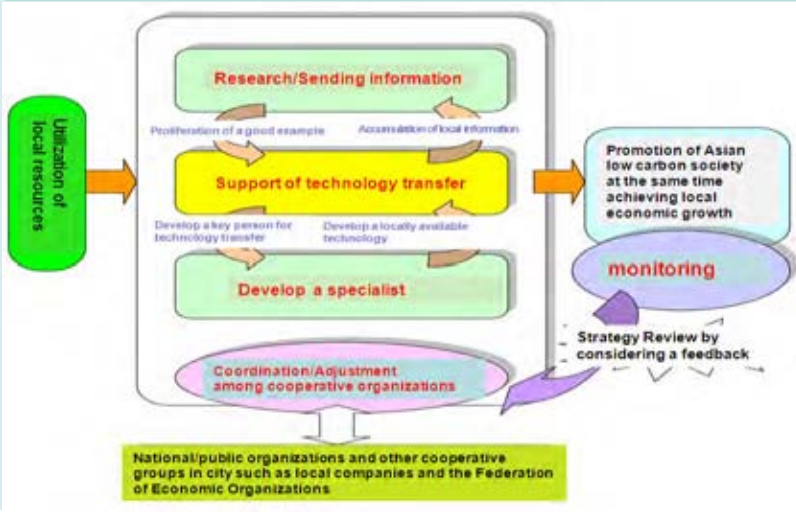 Utilization of
local resources
Research/Sending information
Proliferation of a good example
Accumulation of local information
Support of technology transfer
Develop a key person for
technology transfer
Develop a locally available
technology
Develop a specialist
Coordination/Adjustment
among cooperative organizations
National/public organizations and other cooperative
groups in city such as local companies and the Federation
of Economic Organizations
Promotion of Asian
low carbon society
at the same time
achieving local
economic growth
monitoring
Strategy Review by
considering a feedback